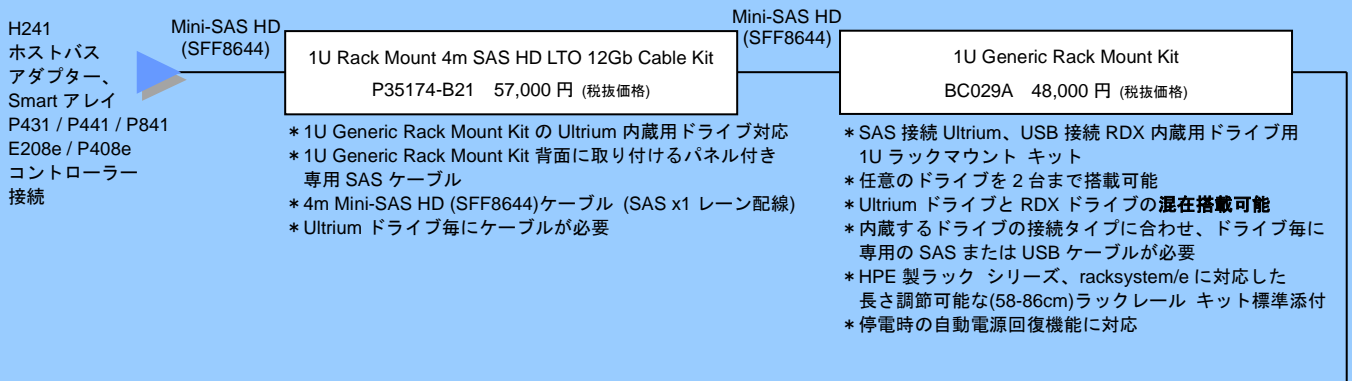 H241
ホストバス
アダプター、
Smart アレイ
P431 / P441 / P841
E208e / P408e
コントローラー
接続
Mini-SAS HD
(SFF8644)
1U Rack Mount 4m SAS HD LTO 12Gb Cable Kit
P35174-B21 57,000 円 (税抜価格)
＊1U Generic Rack Mount Kit の Ultrium 内蔵用ドライブ対応
＊1U Generic Rack Mount Kit 背面に取り付けるパネル付き
専用 SAS ケーブル
＊4m Mini-SAS HD (SFF8644)ケーブル (SAS x1 レーン配線)
＊Ultrium ドライブ毎にケーブルが必要
Mini-SAS HD
(SFF8644)
1U Generic Rack Mount Kit
BC029A 48,000 円 (税抜価格)
＊SAS 接続 Ultrium、USB 接続 RDX 内蔵用ドライブ用
1U ラックマウント キット
＊任意のドライブを 2 台まで搭載可能
＊Ultrium ドライブと RDX ドライブの混在搭載可能
＊内蔵するドライブの接続タイプに合わせ、ドライブ毎に
専用の SAS または USB ケーブルが必要
＊HPE 製ラック シリーズ、racksystem/e に対応した
長さ調節可能な(58-86cm)ラックレール キット標準添付
＊停電時の自動電源回復機能に対応